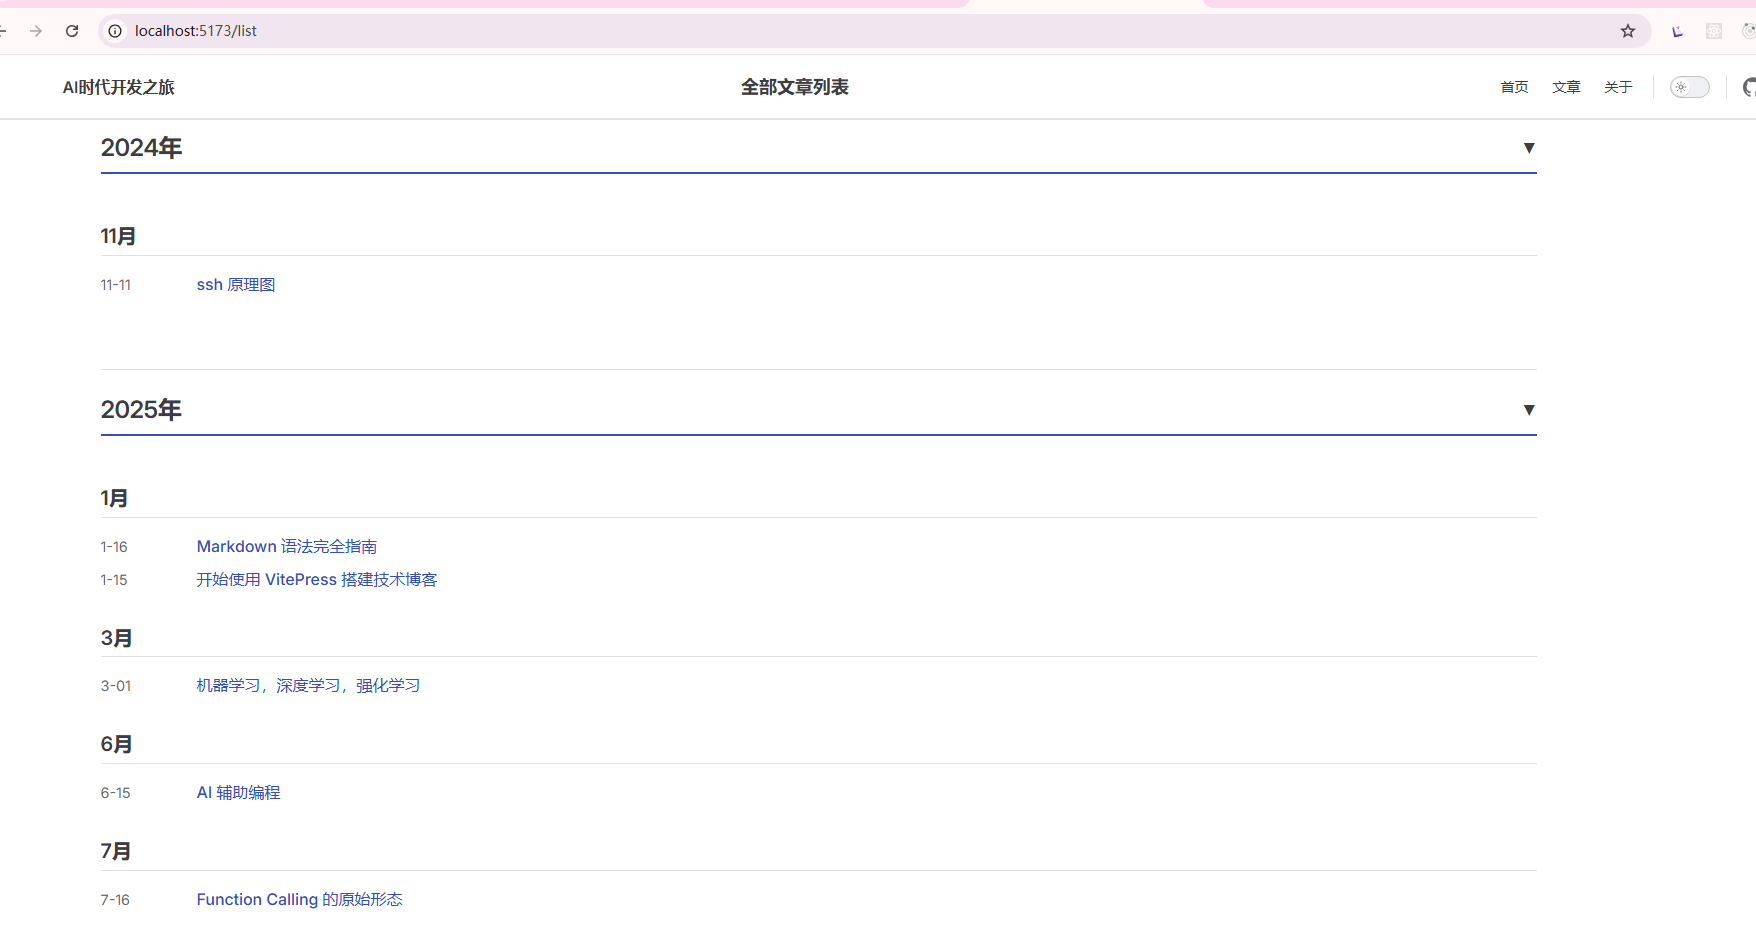 localhost:5173/list
AI时代开发之旅 全部文章列表 首页 文章 关于
2024年 ▼
11月
11-11 ssh 原理图
2025年 ▼
1月
1-16 Markdown 语法完全指南
1-15 开始使用 VitePress 搭建技术博客
3月
3-01 机器学习，深度学习，强化学习
6月
6-15 AI 辅助编程
7月
7-16 Function Calling 的原始形态